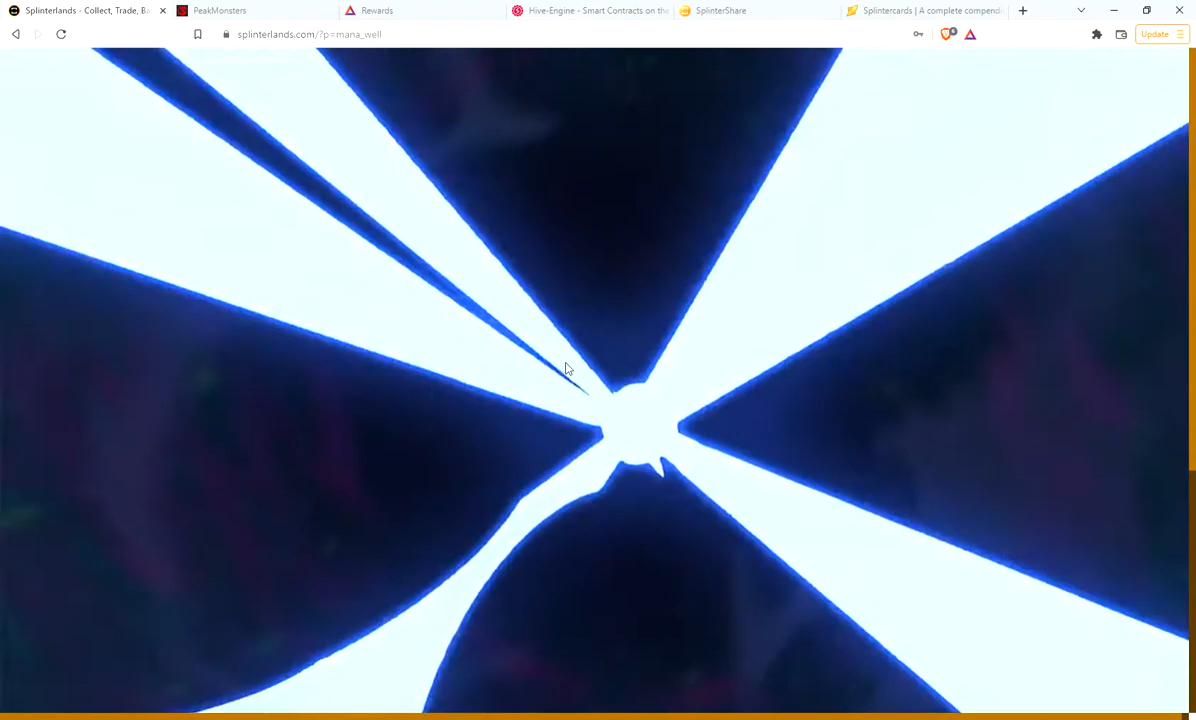 Splinterlands - Collect, Trade, Ba
PeakMonsters
Rewards
Hive-Engine - Smart Contracts on the
SplinterShare
Splintercards | A complete compendi
splinterlands.com/?p=mana_well
6
Update